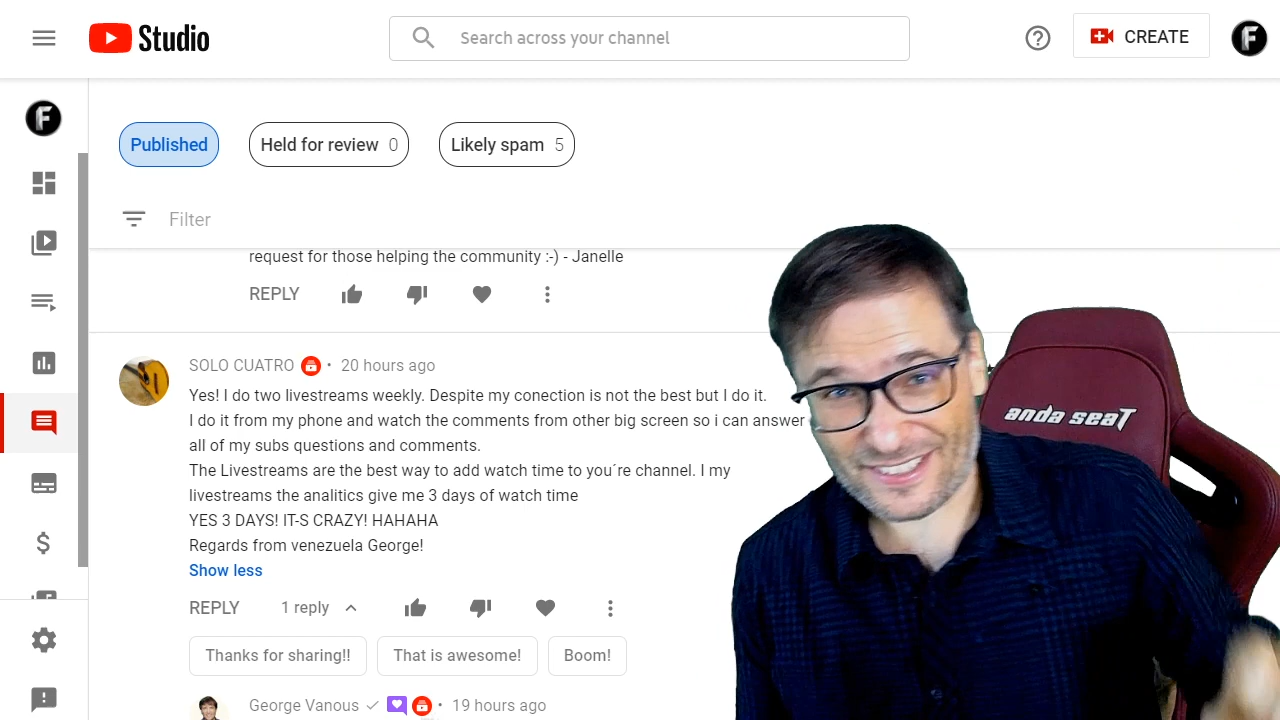 Studio
Search across your channel
CREATE
F
F
Published
Held for review 0
Likely spam 5
Filter
request for those helping the community :-) - Janelle
REPLY
SOLO CUATRO • 20 hours ago
Yes! I do two livestreams weekly. Despite my conection is not the best but I do it.
I do it from my phone and watch the comments from other big screen so i can answer
all of my subs questions and comments.
The Livestreams are the best way to add watch time to you´re channel. I my
livestreams the analitics give me 3 days of watch time
YES 3 DAYS! IT-S CRAZY! HAHAHA
Regards from venezuela George!
Show less
REPLY 1 reply
Thanks for sharing!! That is awesome! Boom!
George Vanous • 19 hours ago
anda seaT